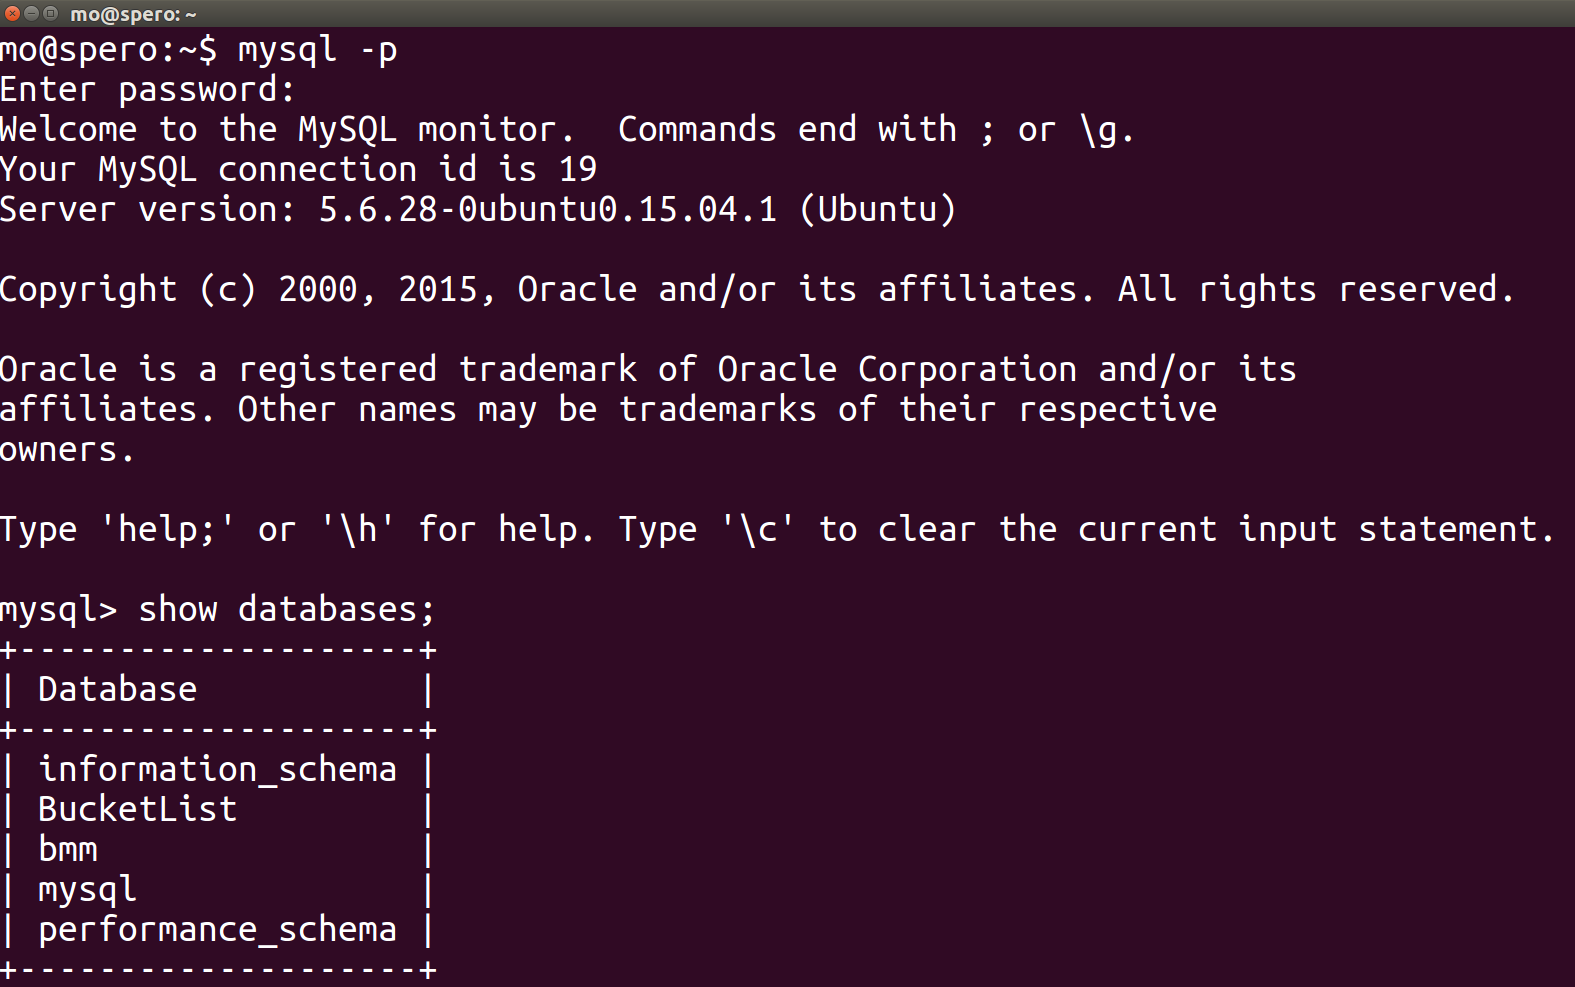 mo@spero: ~
mo@spero:~$ mysql -p
Enter password:
Welcome to the MySQL monitor.  Commands end with ; or \g.
Your MySQL connection id is 19
Server version: 5.6.28-0ubuntu0.15.04.1 (Ubuntu)

Copyright (c) 2000, 2015, Oracle and/or its affiliates. All rights reserved.

Oracle is a registered trademark of Oracle Corporation and/or its
affiliates. Other names may be trademarks of their respective
owners.

Type 'help;' or '\h' for help. Type '\c' to clear the current input statement.

mysql> show databases;
+--------------------+
| Database           |
+--------------------+
| information_schema |
| BucketList         |
| bmm                |
| mysql              |
| performance_schema |
+--------------------+